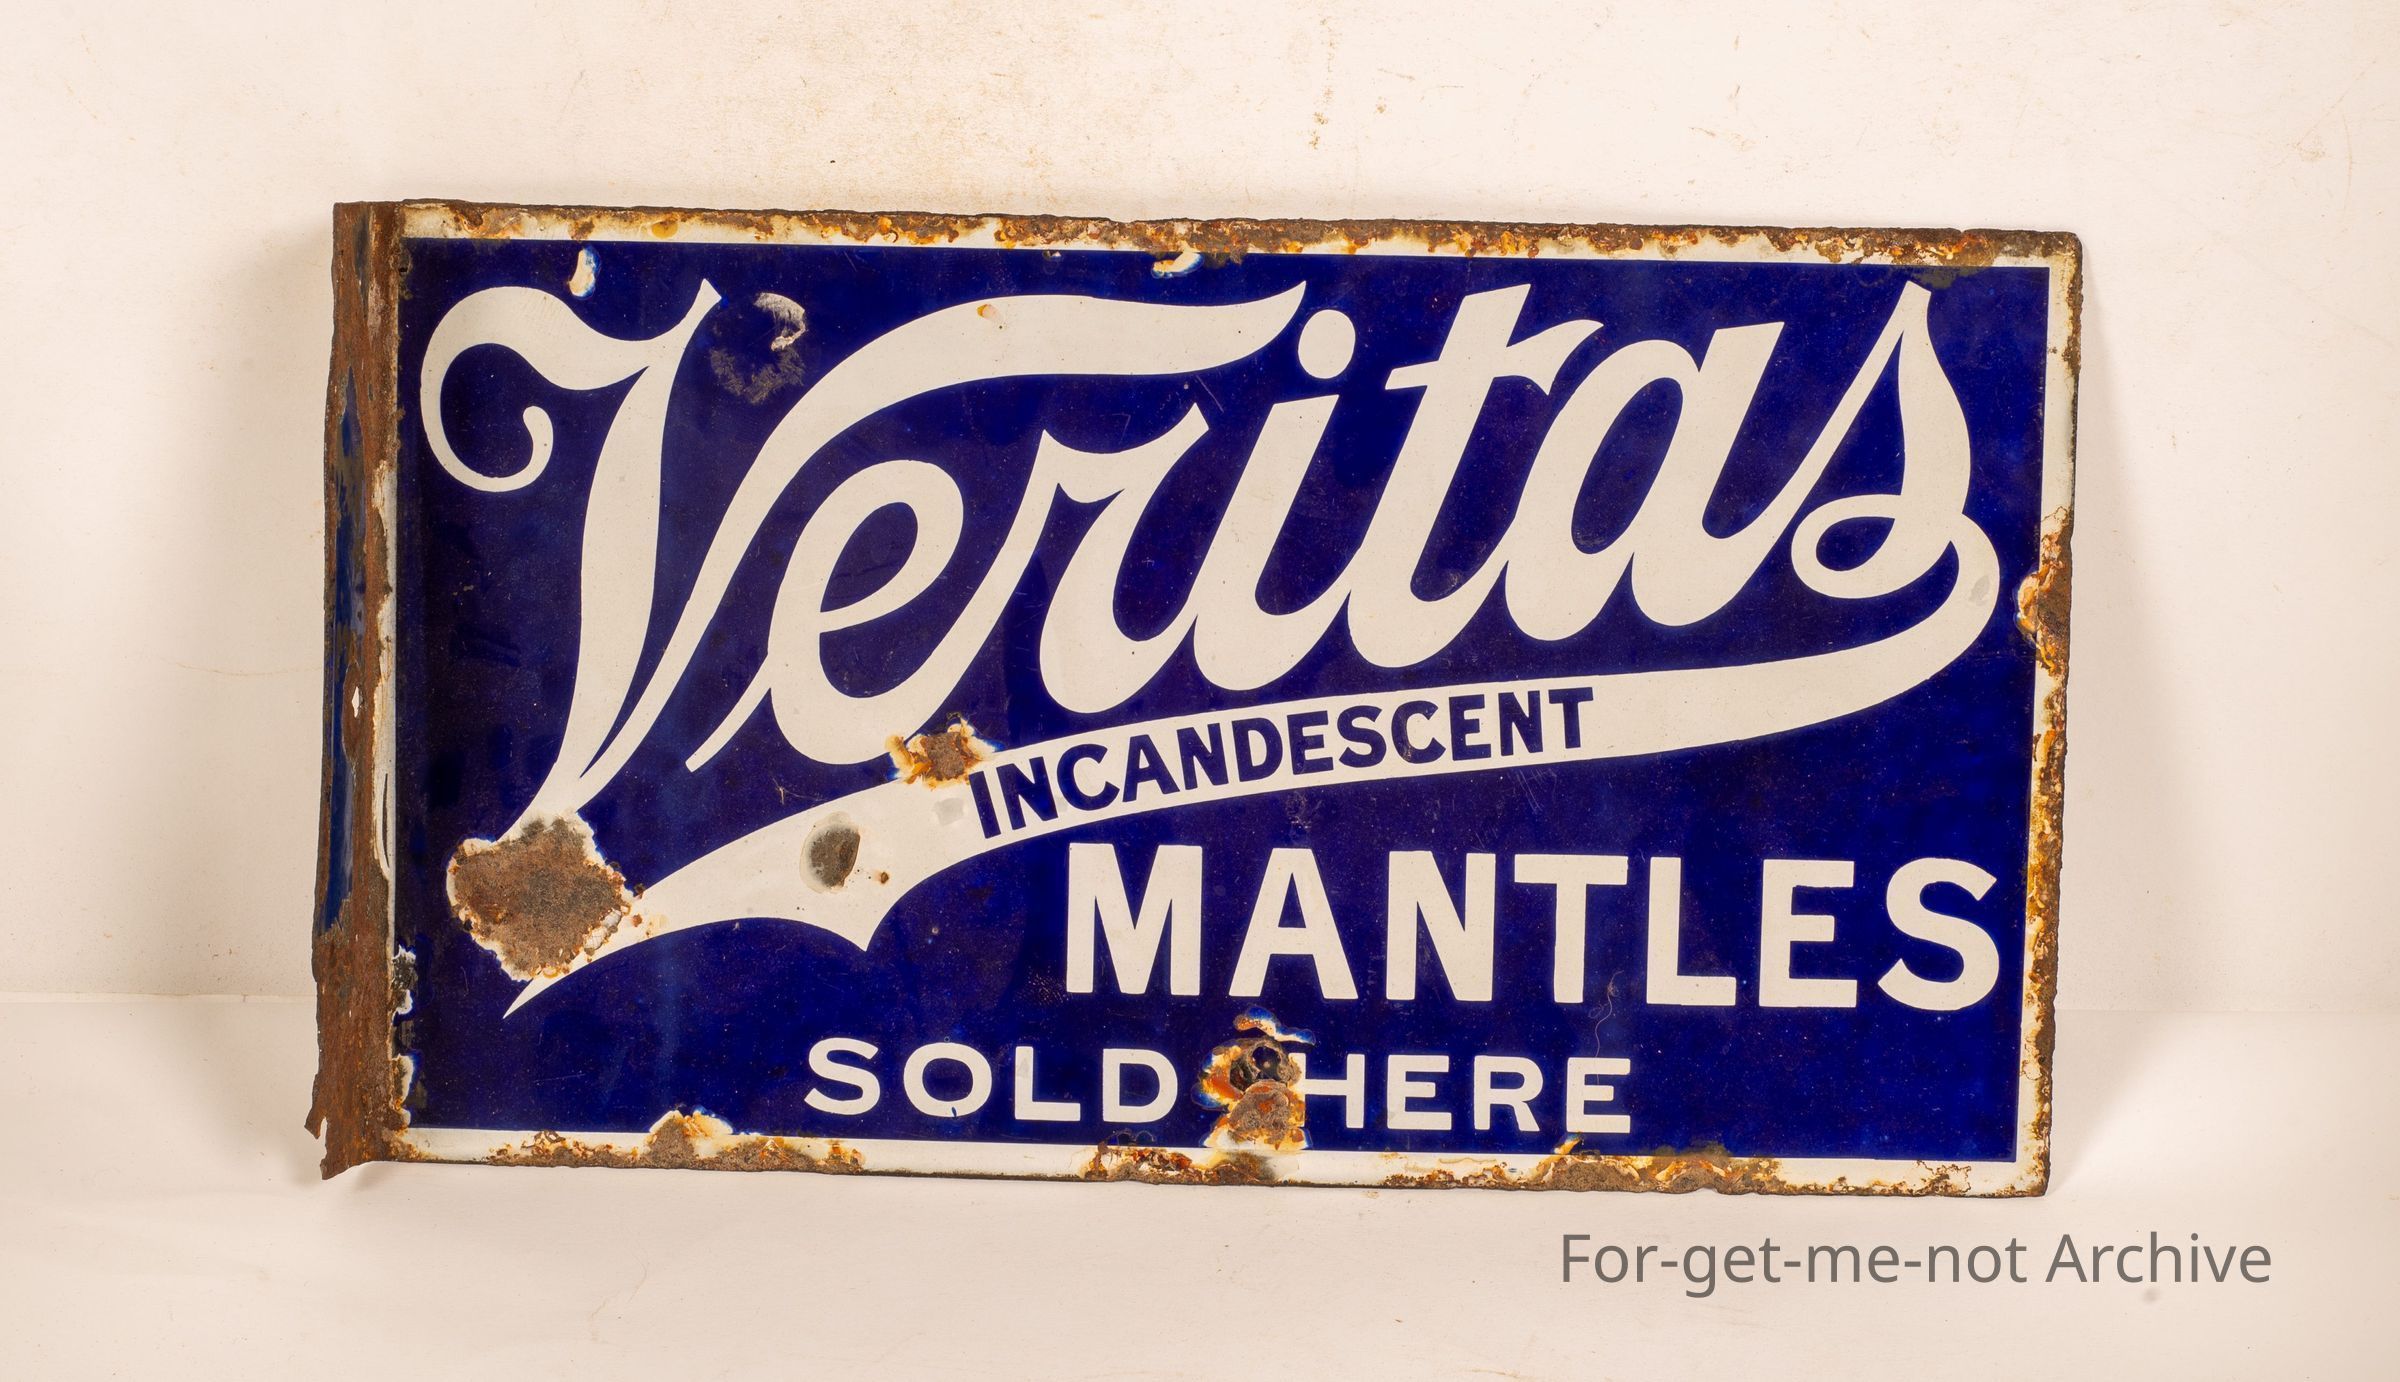 Veritas
INCANDESCENT
MANTLES
SOLD HERE
For-get-me-not Archive